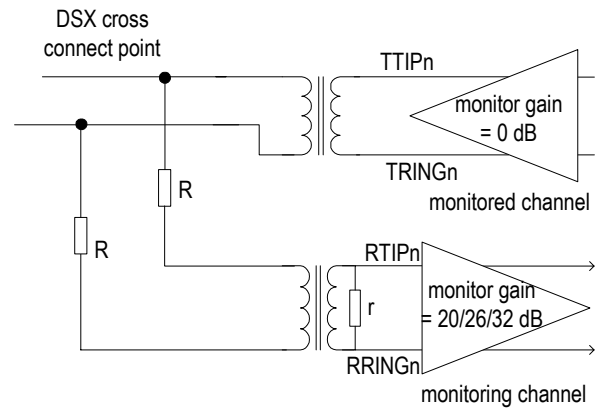 DSX cross
connect point
TTIPn
monitor gain
= 0 dB
TRINGn
monitored channel
R
R
RTIPn
monitor gain
= 20/26/32 dB
r
RRINGn
monitoring channel